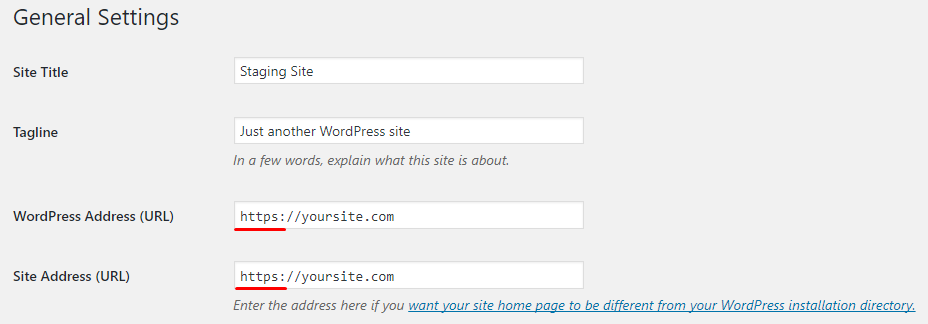 General Settings
Site Title
Staging Site
Tagline
Just another WordPress site
In a few words, explain what this site is about.
WordPress Address (URL)
https://yoursite.com
Site Address (URL)
https://yoursite.com
Enter the address here if you want your site home page to be different from your WordPress installation directory.